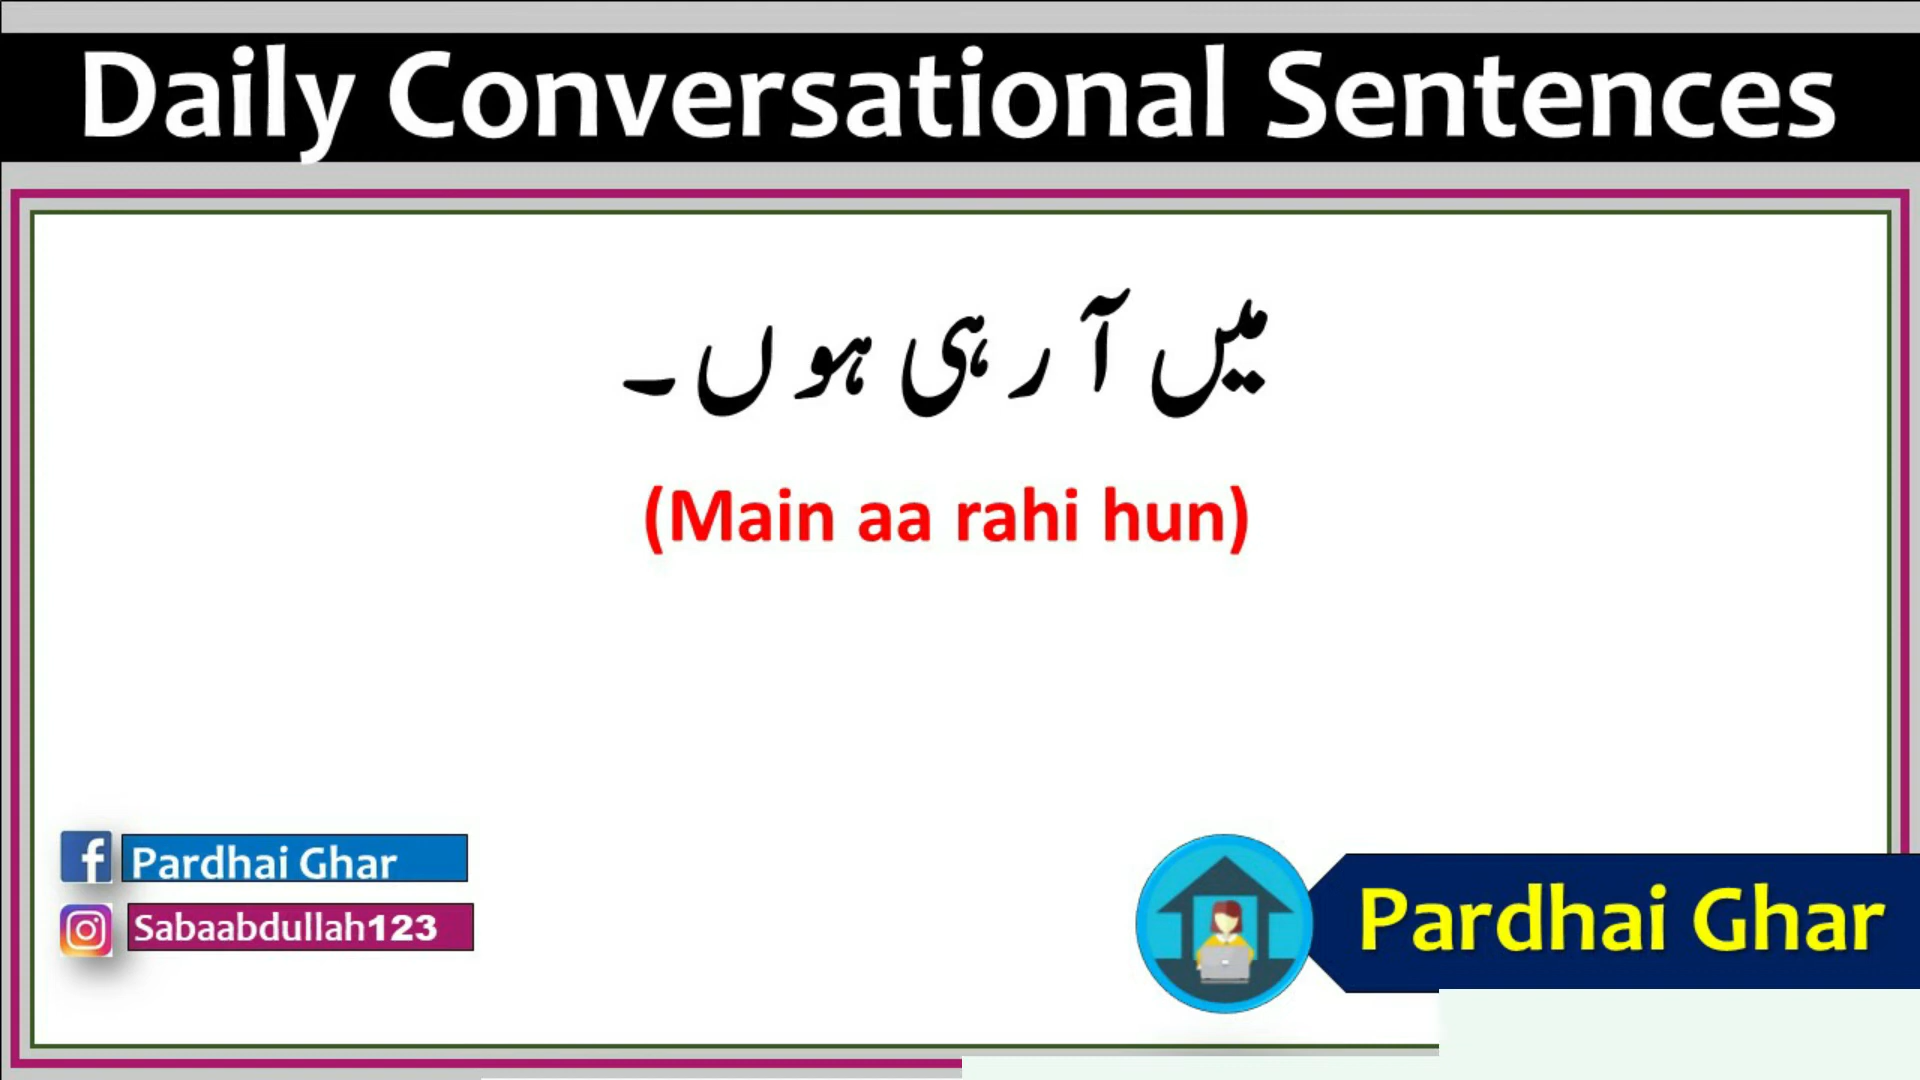 Daily Conversational Sentences
میں آ رہی ہوں۔
(Main aa rahi hun)
Pardhai Ghar
Sabaabdullah123
Pardhai Ghar